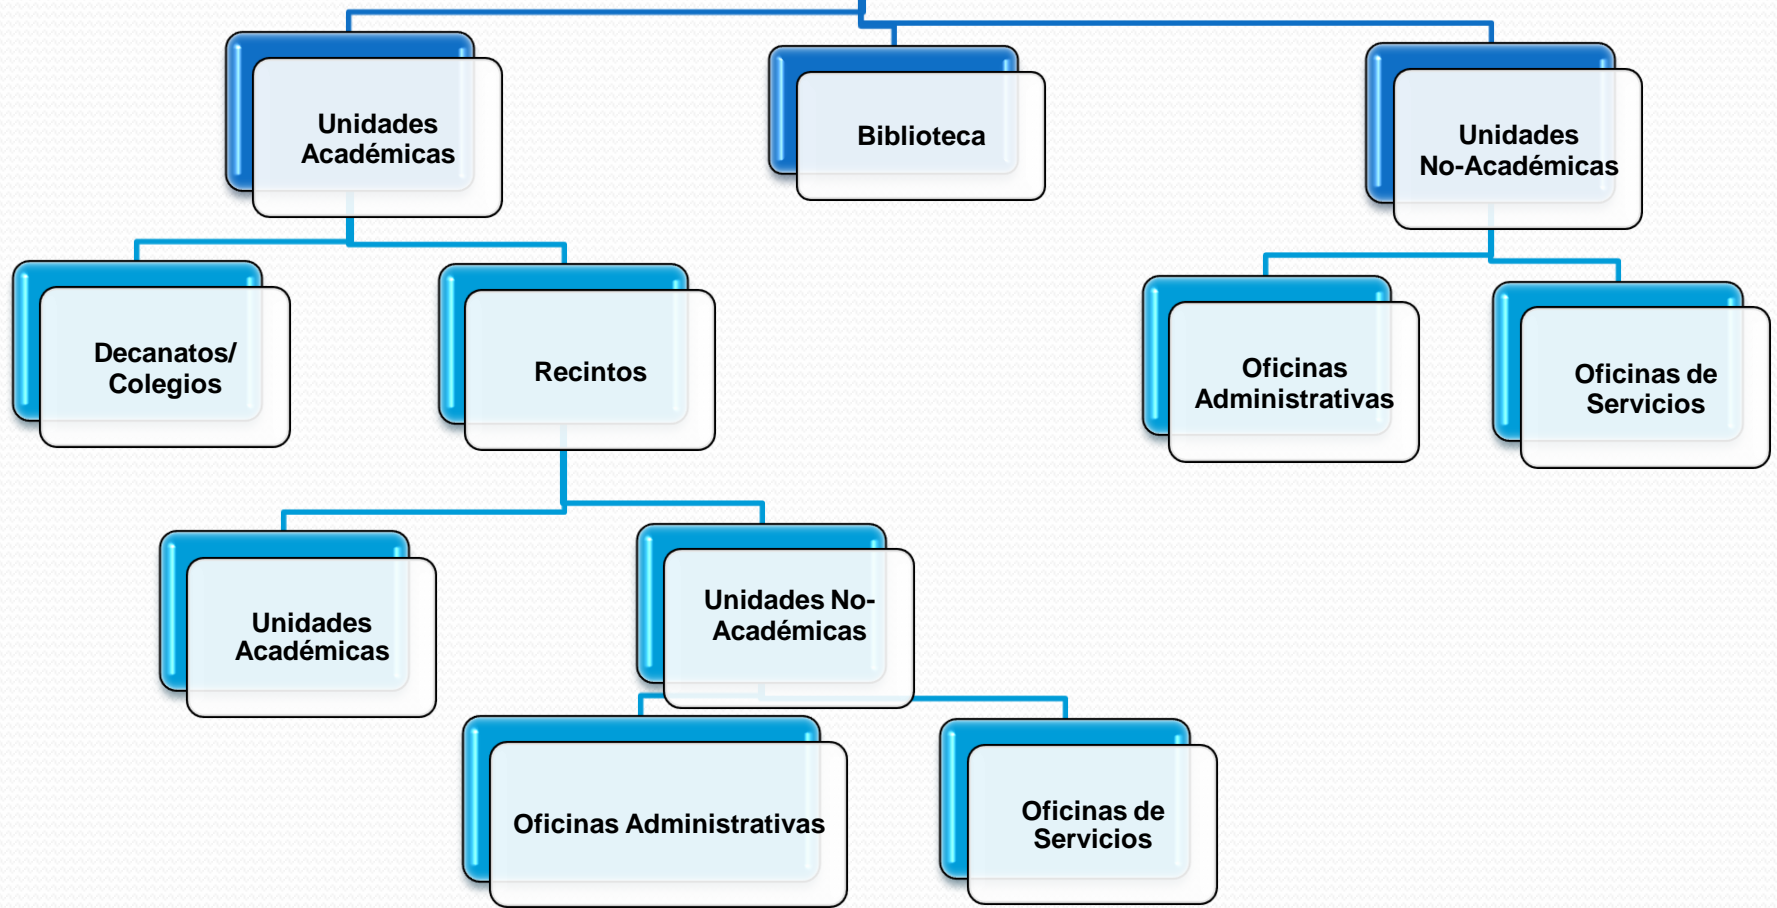 Unidades
Académicas
Biblioteca
Unidades
No-Académicas
Decanatos/
Colegios
Recintos
Oficinas
Administrativas
Oficinas de
Servicios
Unidades
Académicas
Unidades No-
Académicas
Oficinas Administrativas
Oficinas de
Servicios